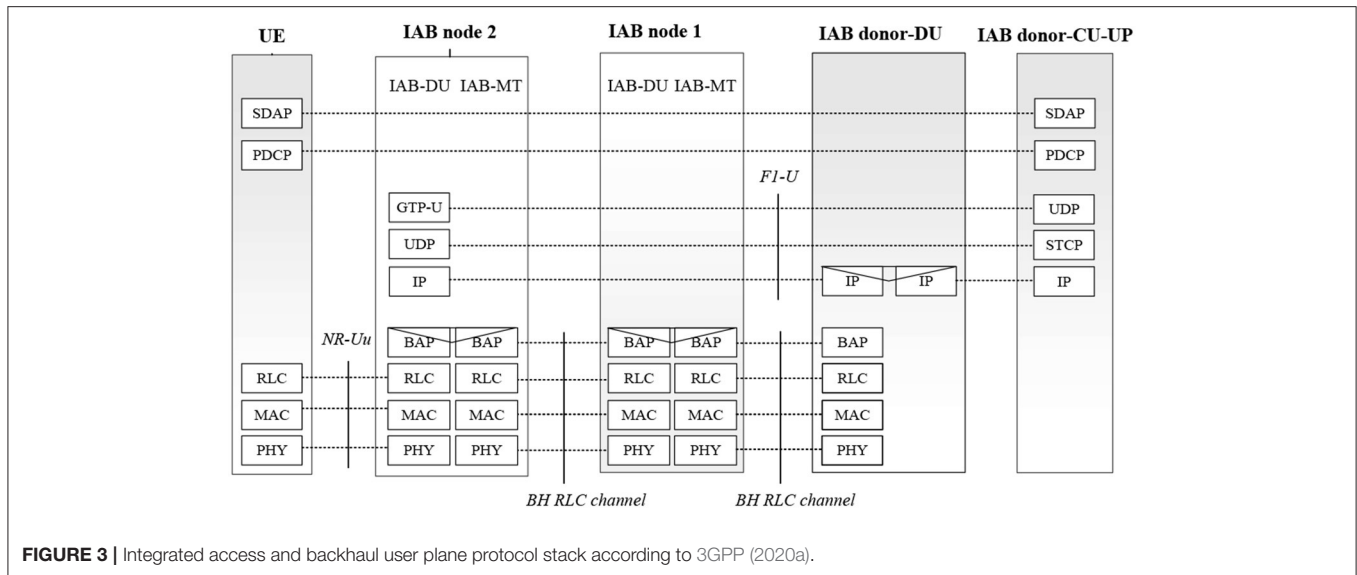 UE IAB node 2 IAB node 1 IAB donor-DU IAB donor-CU-UP
IAB-DU IAB-MT IAB-DU IAB-MT
SDAP SDAP
PDCP PDCP
F1-U
GTP-U UDP
UDP STCP
IP IP IP IP
NR-Uu
BAP BAP BAP BAP BAP
RLC RLC RLC RLC RLC RLC
MAC MAC MAC MAC MAC MAC
PHY PHY PHY PHY PHY PHY
BH RLC channel BH RLC channel
FIGURE 3 | Integrated access and backhaul user plane protocol stack according to 3GPP (2020a).